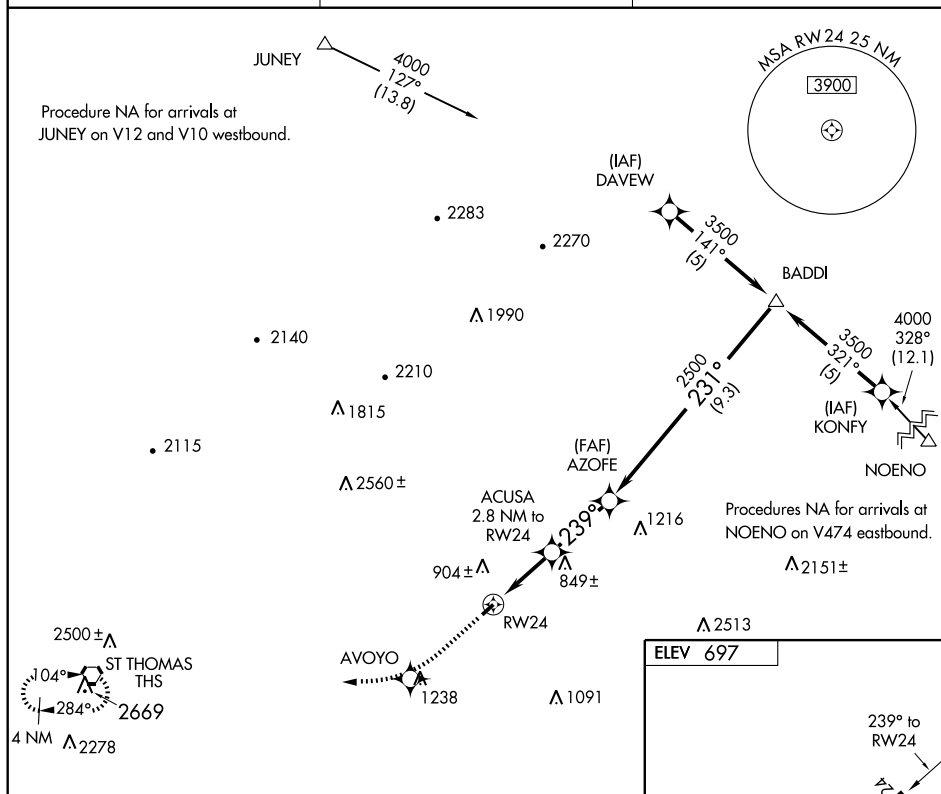 JUNEY
4000
127°
(13.8)
MSA RW24 25 NM
3900
Procedure NA for arrivals at
JUNEY on V12 and V10 westbound.
(IAF)
DAVEW
3500
141°
(5)
2283
2270
BADDI
1990
4000
328°
(12.1)
3500
321°
(5)
2140
2210
2500
231°
(9.3)
1815
(IAF)
KONFY
2115
(FAF)
AZOFE
NOENO
2560±
ACUSA
2.8 NM to
RW24
239°
1216
Procedures NA for arrivals at
NOENO on V474 eastbound.
904±
849±
2151±
RW24
2513
2500±
ST THOMAS
THS
104°
284°
2669
4 NM
2278
AVOYO
1238
1091
ELEV 697
239° to
RW24
24